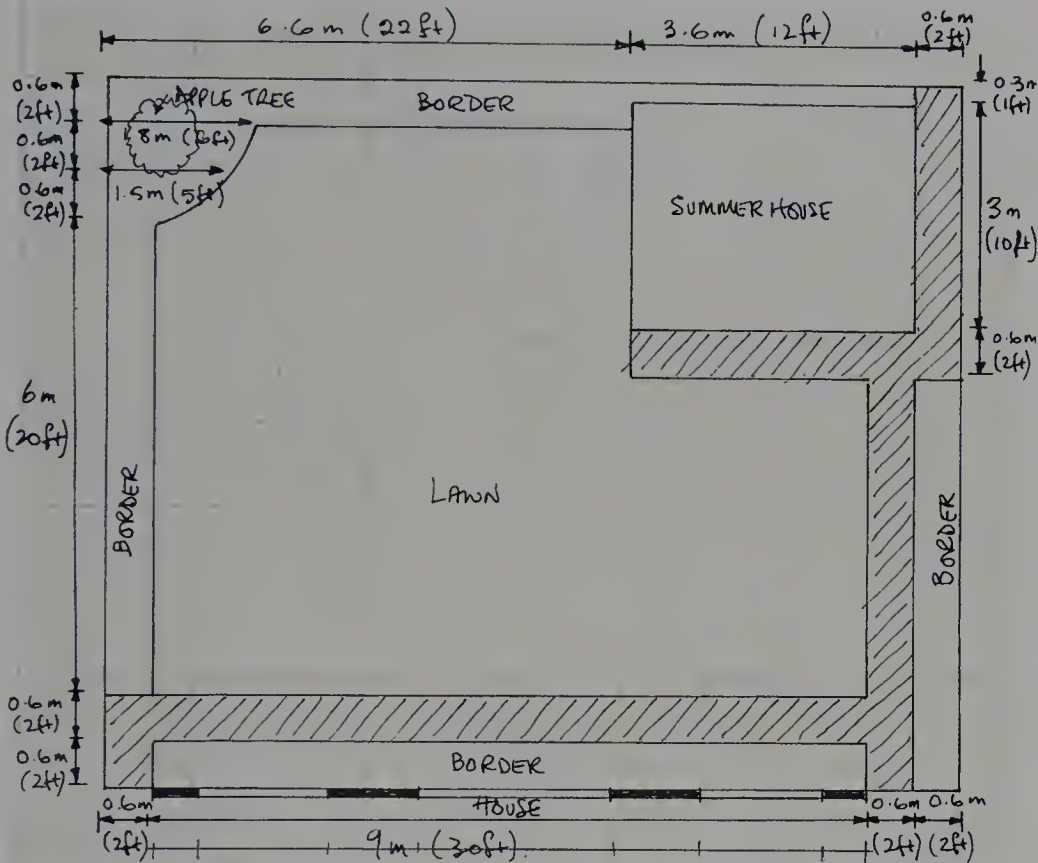 6.6m (22ft)
3.6m (12ft)
0.6m
(2ft)
0.6m
(2ft)
0.6m
(2ft)
0.6m
(2ft)
APPLE TREE
BORDER
8m (6ft)
1.5m (5ft)
0.3m
(1ft)
SUMMER HOUSE
3m
(10ft)
0.6m
(2ft)
6m
(20ft)
BORDER
LAWN
BORDER
0.6m
(2ft)
0.6m
(2ft)
BORDER
HOUSE
0.6m
(2ft)
9m (30ft)
0.6m
(2ft)
0.6m
(2ft)